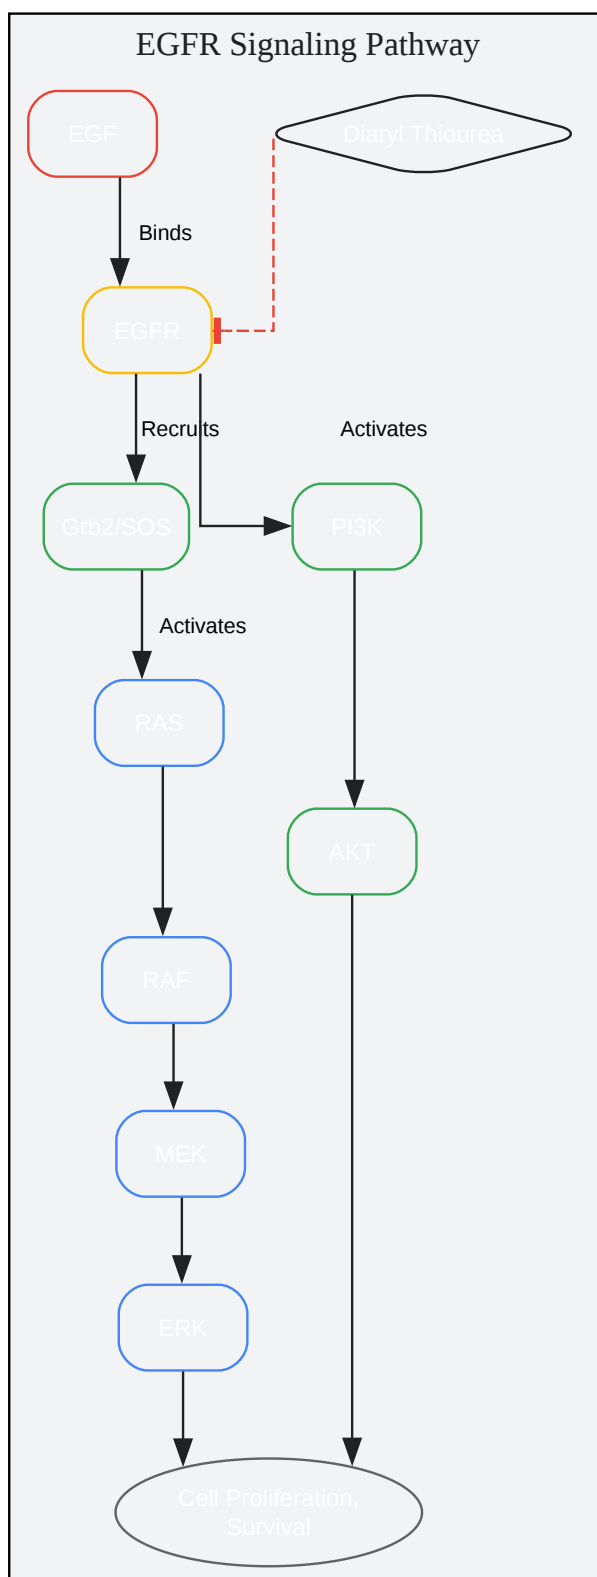 EGFR Signaling Pathway
EGF
Diaryl Thiourea
Binds
EGFR
Recruits
Activates
Grb2/SOS
PI3K
Activates
RAS
AKT
RAF
MEK
ERK
Cell Proliferation,
Survival